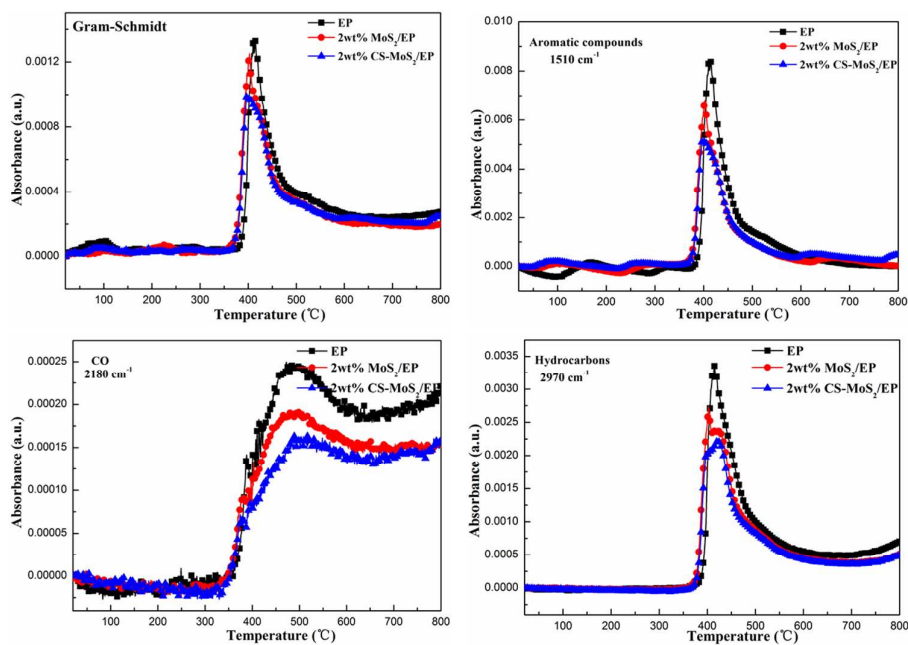 Gram-Schmidt
EP
2wt% MoS₂/EP
2wt% CS-MoS₂/EP
0.0012
0.0008
0.0004
0.0000
Absorbance (a.u.)
100 200 300 400 500 600 700 800
Temperature (℃)
Aromatic compounds
1510 cm⁻¹
EP
2wt% MoS₂/EP
2wt% CS-MoS₂/EP
0.010
0.008
0.006
0.004
0.002
0.000
Absorbance (a.u.)
100 200 300 400 500 600 700 800
Temperature (℃)
CO
2180 cm⁻¹
EP
2wt% MoS₂/EP
2wt% CS-MoS₂/EP
0.00025
0.00020
0.00015
0.00010
0.00005
0.00000
Absorbance (a.u.)
100 200 300 400 500 600 700 800
Temperature (℃)
Hydrocarbons
2970 cm⁻¹
EP
2wt% MoS₂/EP
2wt% CS-MoS₂/EP
0.0035
0.0030
0.0025
0.0020
0.0015
0.0010
0.0005
0.0000
Absorbance (a.u.)
100 200 300 400 500 600 700 800
Temperature (℃)